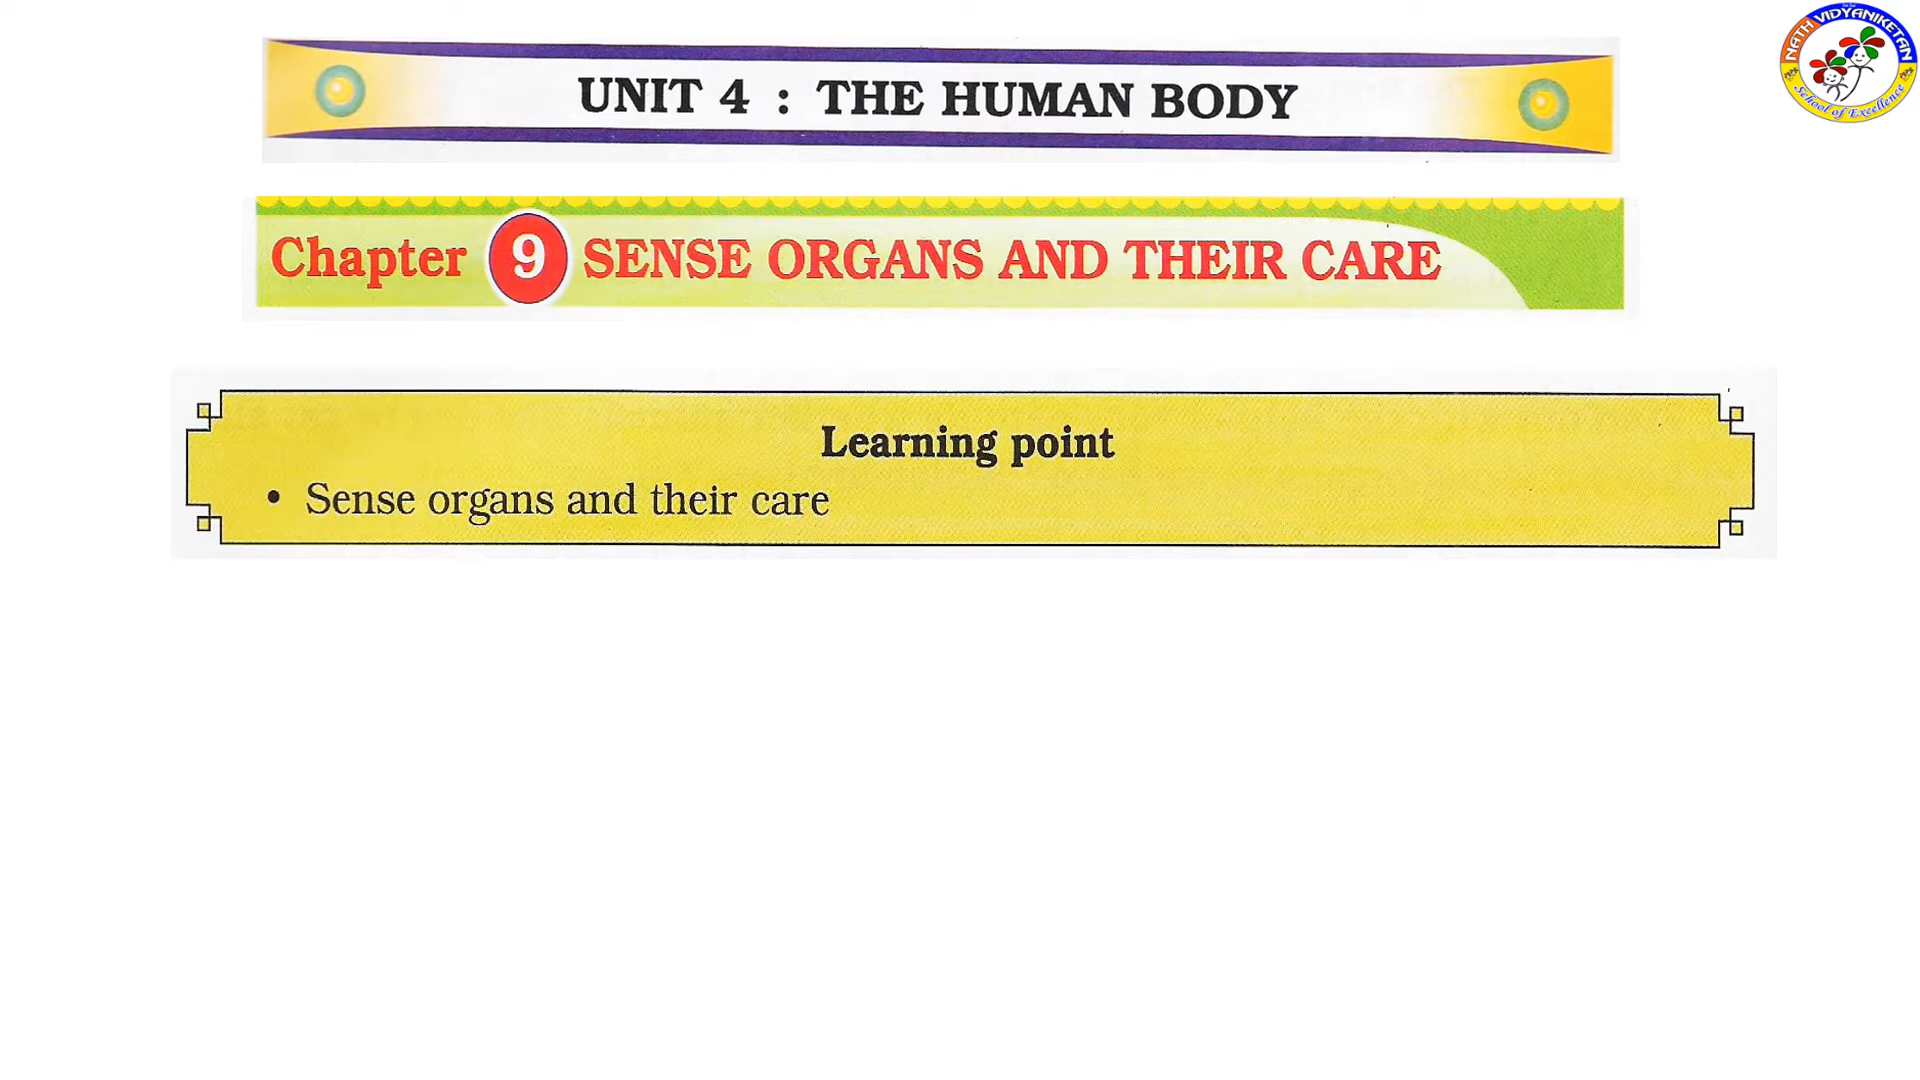 NATH VIDYANIKETAN
School of Excellence
UNIT 4 : THE HUMAN BODY
Chapter 9 SENSE ORGANS AND THEIR CARE
Learning point
• Sense organs and their care